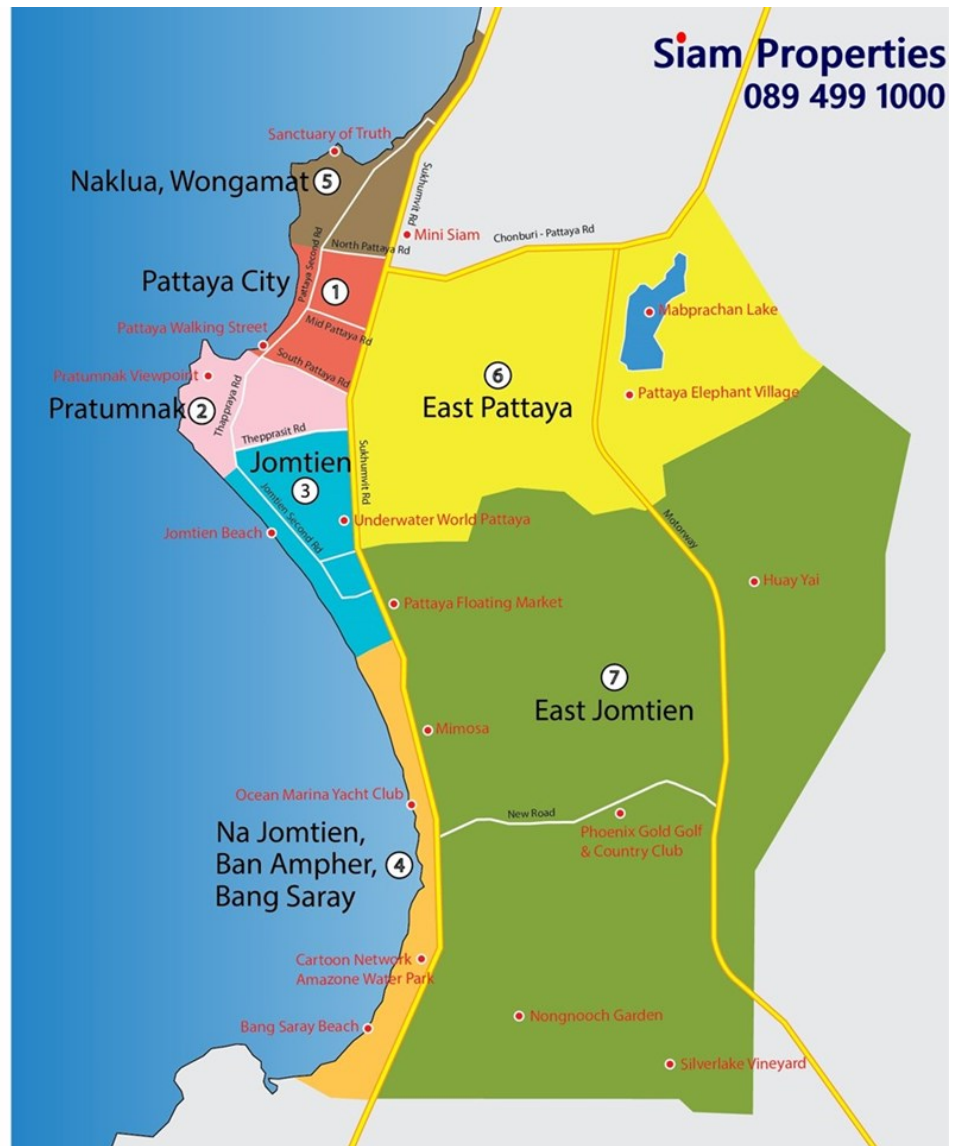 Siam Properties
089 499 1000
Sanctuary of Truth
Naklua, Wongamat
5
Sukhumvit Rd
Mini Siam
Chonburi - Pattaya Rd
North Pattaya Rd
Pattaya Second Rd
Pattaya City
1
Mabprachan Lake
Mid Pattaya Rd
Pattaya Walking Street
South Pattaya Rd
Pratumnak Viewpoint
6
East Pattaya
Pattaya Elephant Village
Pratumnak
2
Thappraya Rd
Thepprasit Rd
Jomtien
3
Sukhumvit Rd
Jomtien Second Rd
Underwater World Pattaya
Jomtien Beach
Motorway
Huay Yai
Pattaya Floating Market
7
East Jomtien
Mimosa
Ocean Marina Yacht Club
New Road
Phoenix Gold Golf
& Country Club
Na Jomtien,
Ban Ampher,
Bang Saray
4
Cartoon Network
Amazone Water Park
Bang Saray Beach
Nongnooch Garden
Silverlake Vineyard